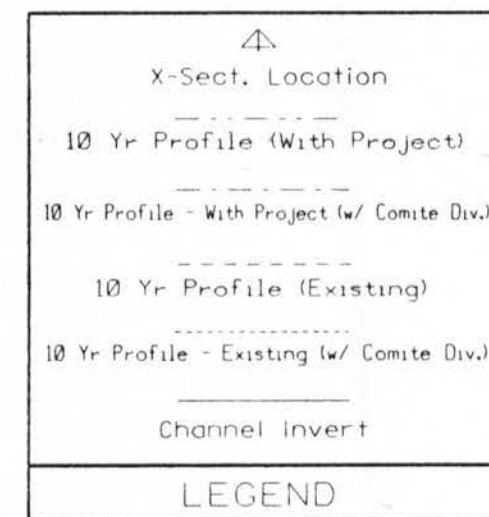 X-Sect. Location
10 Yr Profile (With Project)
10 Yr Profile - With Project (w/ Comite Div.)
10 Yr Profile (Existing)
10 Yr Profile - Existing (w/ Comite Div.)
Channel Invert
LEGEND